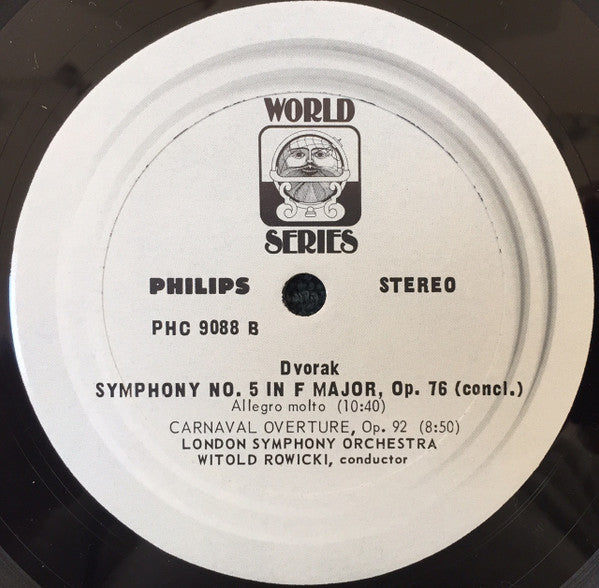 WORLD
SERIES
PHILIPS STEREO
PHC 9088 B
Dvorak
SYMPHONY NO. 5 IN F MAJOR, Op. 76 (concl.)
Allegro molto (10:40)
CARNAVAL OVERTURE, Op. 92 (8:50)
LONDON SYMPHONY ORCHESTRA
WITOLD ROWICKI, conductor